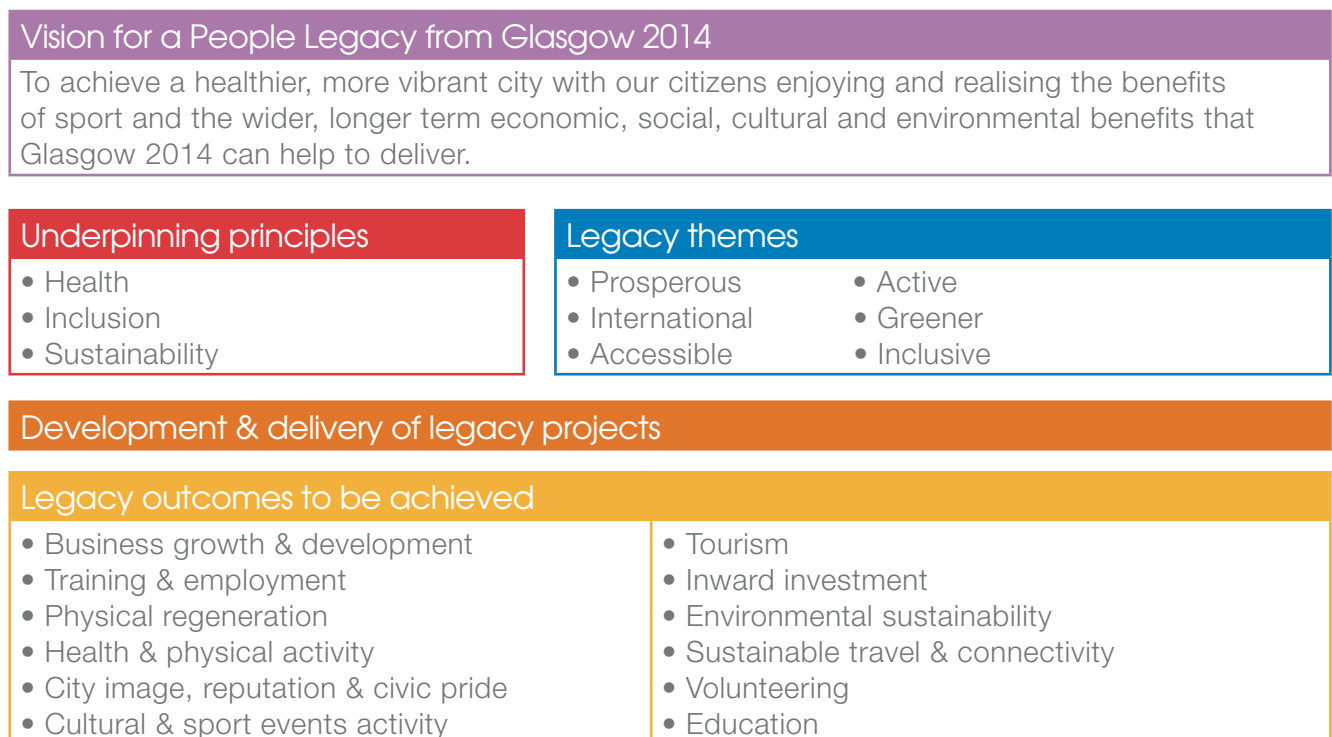 Vision for a People Legacy from Glasgow 2014
To achieve a healthier, more vibrant city with our citizens enjoying and realising the benefits
of sport and the wider, longer term economic, social, cultural and environmental benefits that
Glasgow 2014 can help to deliver.
Underpinning principles
• Health
• Inclusion
• Sustainability
Legacy themes
• Prosperous
• International
• Accessible
• Active
• Greener
• Inclusive
Development & delivery of legacy projects
Legacy outcomes to be achieved
• Business growth & development
• Training & employment
• Physical regeneration
• Health & physical activity
• City image, reputation & civic pride
• Cultural & sport events activity
• Tourism
• Inward investment
• Environmental sustainability
• Sustainable travel & connectivity
• Volunteering
• Education